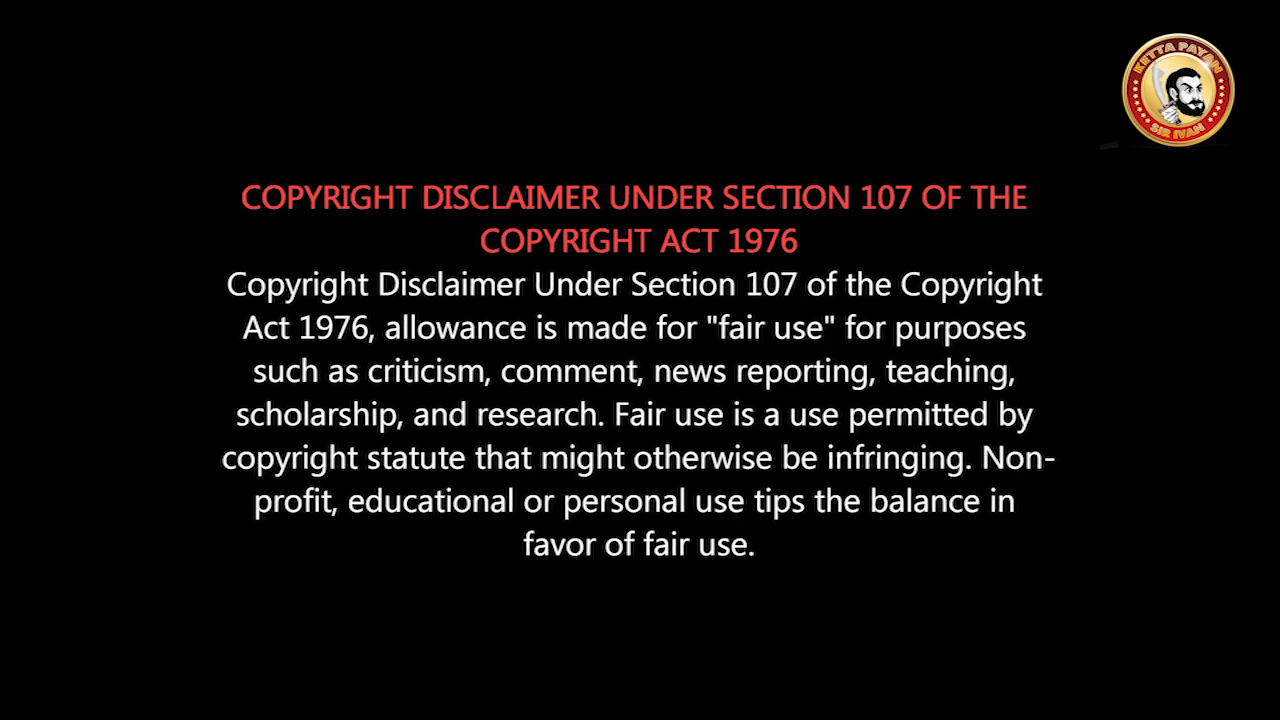 KETTA PAYAN
SIR IVAN
COPYRIGHT DISCLAIMER UNDER SECTION 107 OF THE
COPYRIGHT ACT 1976
Copyright Disclaimer Under Section 107 of the Copyright
Act 1976, allowance is made for "fair use" for purposes
such as criticism, comment, news reporting, teaching,
scholarship, and research. Fair use is a use permitted by
copyright statute that might otherwise be infringing. Non-
profit, educational or personal use tips the balance in
favor of fair use.